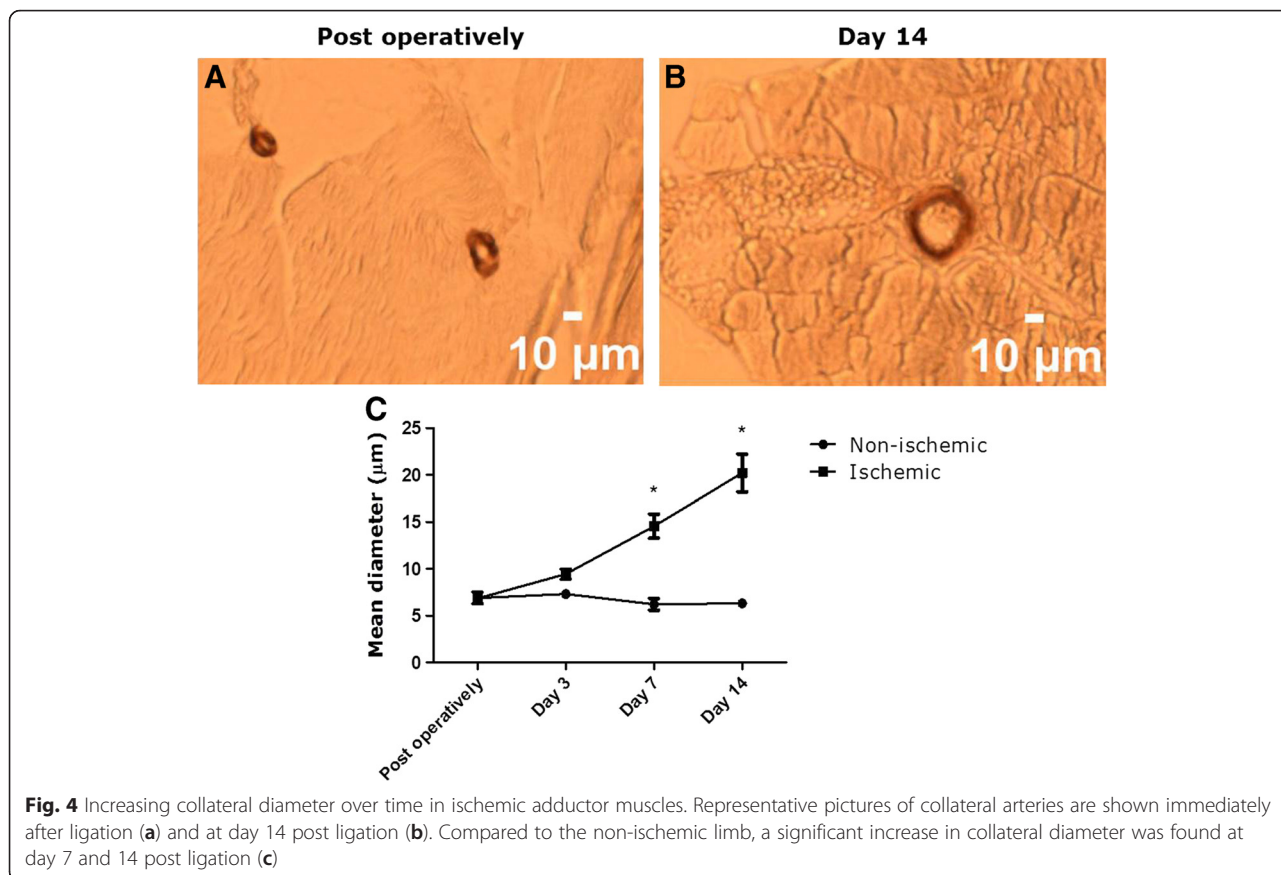 Post operatively
Day 14
A
B
10 μm
10 μm
C
Mean diameter (μm)
25
20
15
10
5
0
*
*
Non-ischemic
Ischemic
Post operatively
Day 3
Day 7
Day 14
Fig. 4 Increasing collateral diameter over time in ischemic adductor muscles. Representative pictures of collateral arteries are shown immediately
after ligation (a) and at day 14 post ligation (b). Compared to the non-ischemic limb, a significant increase in collateral diameter was found at
day 7 and 14 post ligation (c)